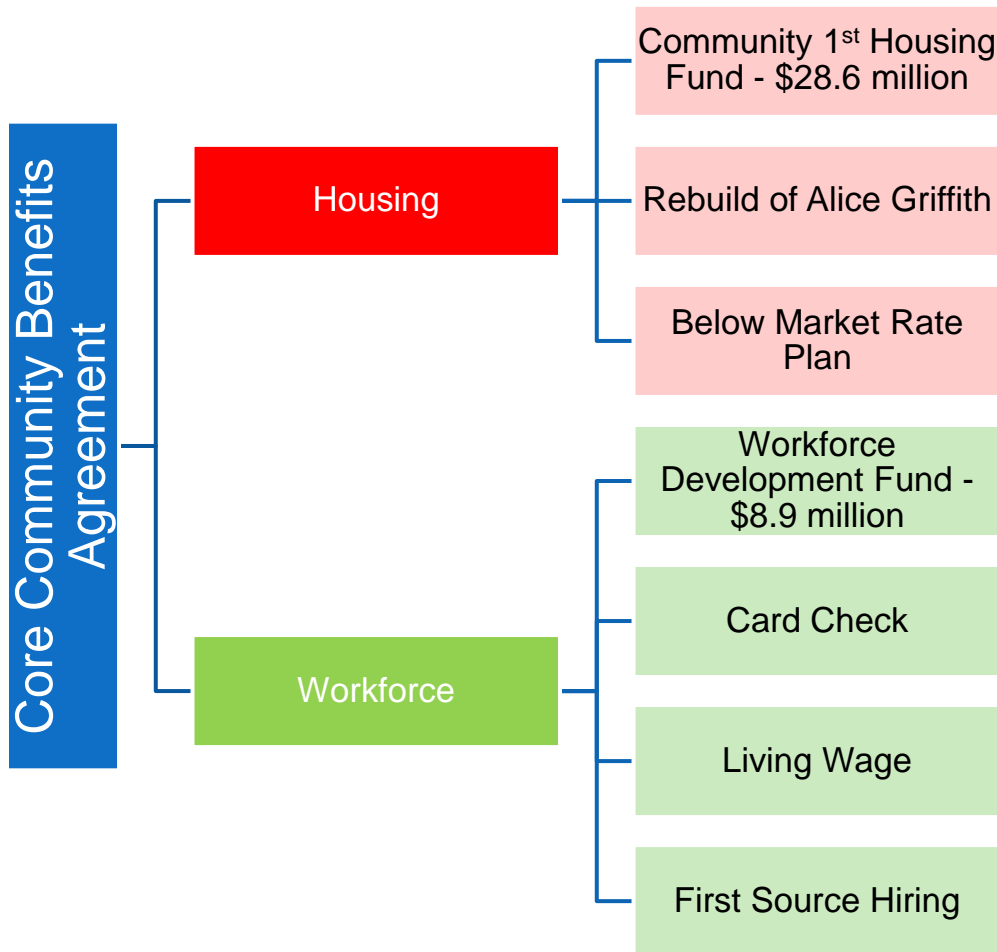 Core Community Benefits
Agreement
Housing
Community 1st Housing
Fund - $28.6 million
Rebuild of Alice Griffith
Below Market Rate
Plan
Workforce
Workforce
Development Fund -
$8.9 million
Card Check
Living Wage
First Source Hiring